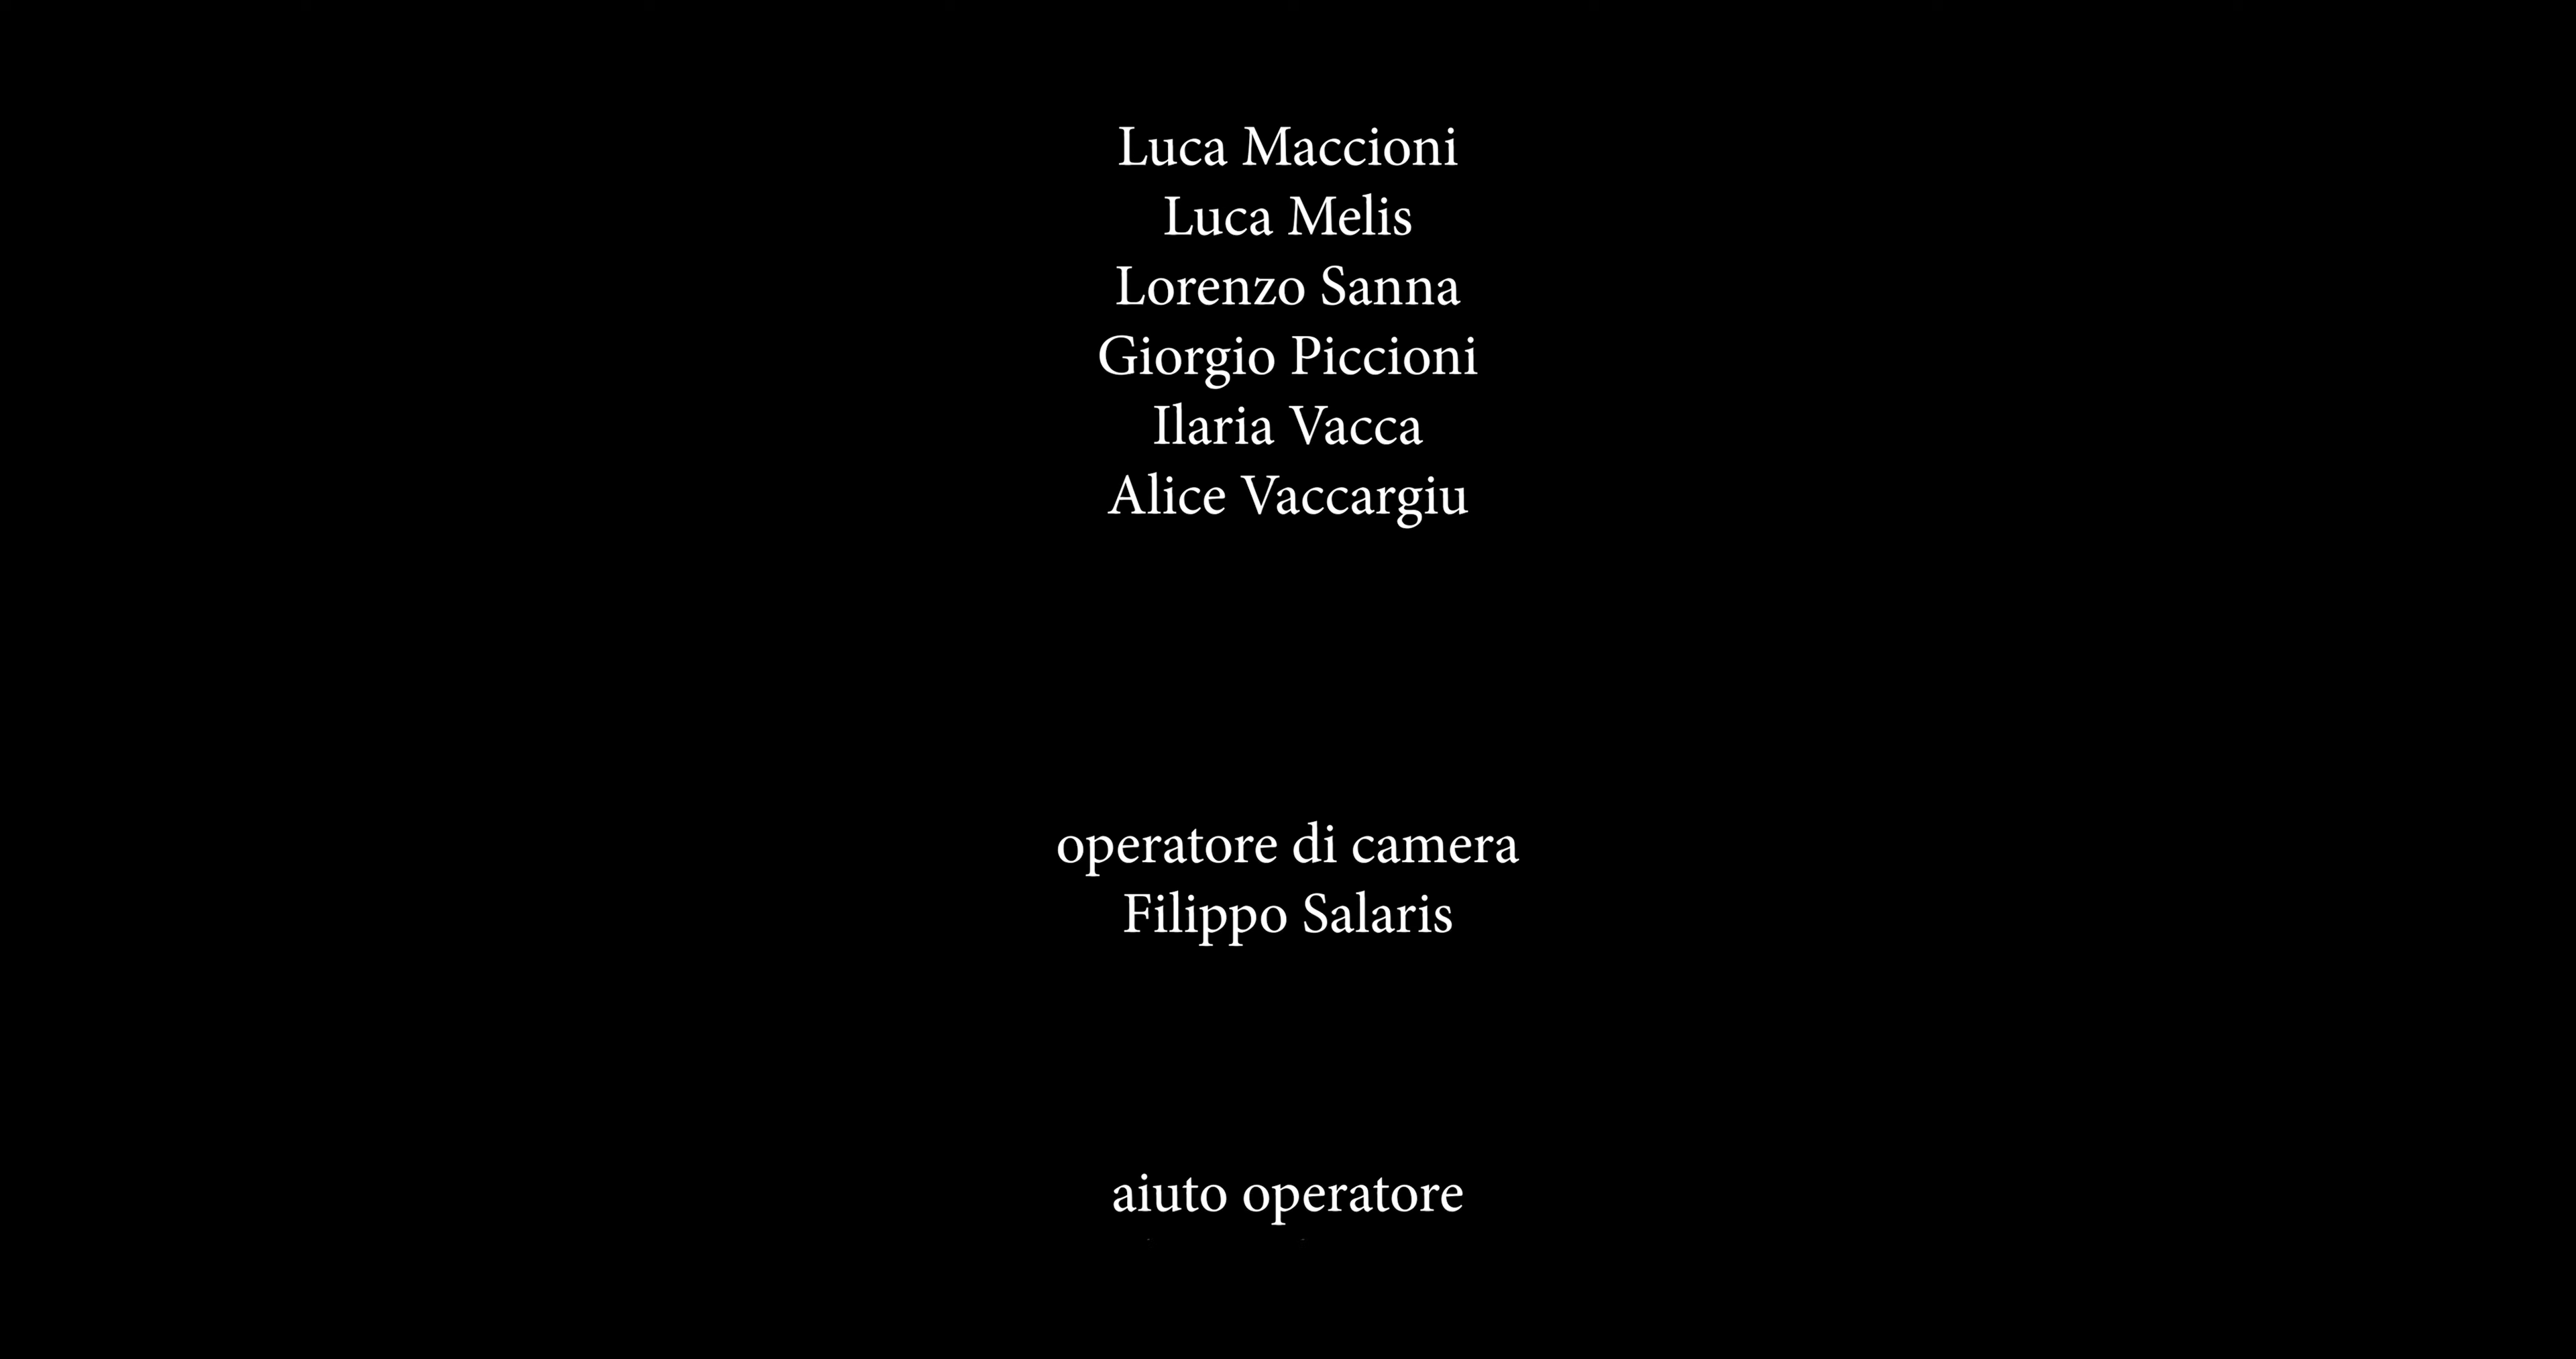 Luca Maccioni
Luca Melis
Lorenzo Sanna
Giorgio Piccioni
Ilaria Vacca
Alice Vaccargiu
operatore di camera
Filippo Salaris
aiuto operatore